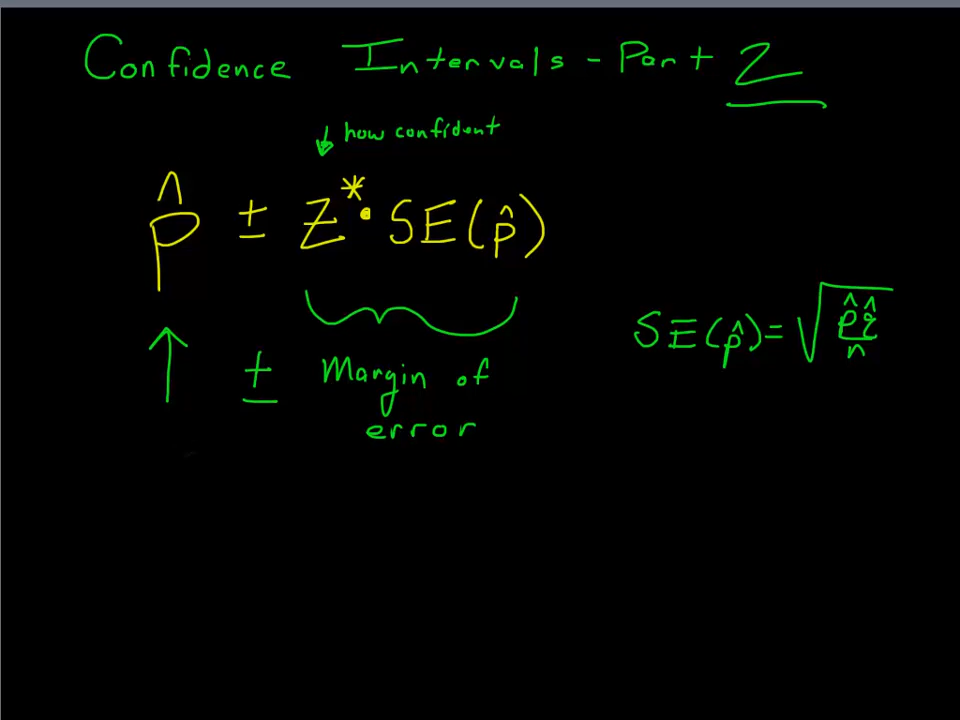 Confidence Intervals - Part 2
↓ how confident
p̂ ± Z*·SE(p̂)
↑ ± Margin of
error
SE(p̂)=√(p̂q̂/n)